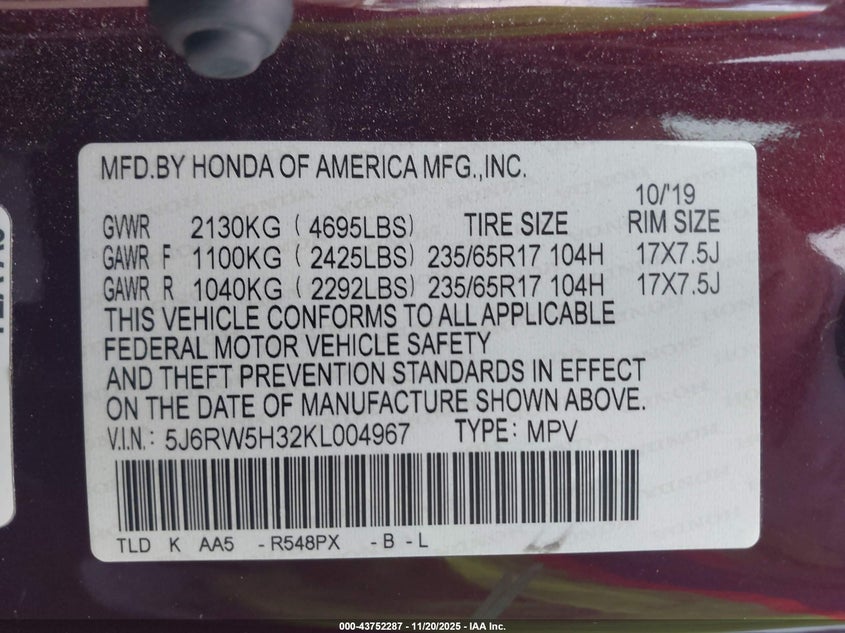 MFD.BY HONDA OF AMERICA MFG.,INC.
10/'19
GVWR 2130KG ( 4695LBS) TIRE SIZE RIM SIZE
GAWR F 1100KG ( 2425LBS) 235/65R17 104H 17X7.5J
GAWR R 1040KG ( 2292LBS) 235/65R17 104H 17X7.5J
THIS VEHICLE CONFORMS TO ALL APPLICABLE
FEDERAL MOTOR VEHICLE SAFETY
AND THEFT PREVENTION STANDARDS IN EFFECT
ON THE DATE OF MANUFACTURE SHOWN ABOVE.
V.I.N.: 5J6RW5H32KL004967 TYPE: MPV
TLD K AA5 -R548PX -B -L
000-43752287 - 11/20/2025 - IAA Inc.